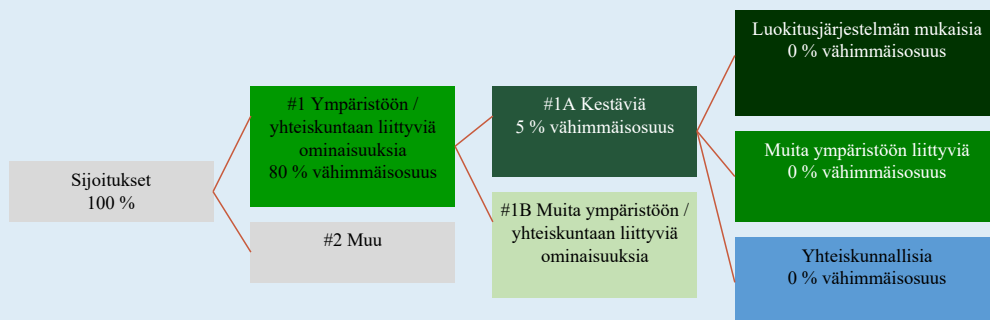 Sijoitukset
100 %
#1 Ympäristöön /
yhteiskuntaan liittyviä
ominaisuuksia
80 % vähimmäisosuus
#2 Muu
#1A Kestäviä
5 % vähimmäisosuus
#1B Muita ympäristöön /
yhteiskuntaan liittyviä
ominaisuuksia
Luokitusjärjestelmän mukaisia
0 % vähimmäisosuus
Muita ympäristöön liittyviä
0 % vähimmäisosuus
Yhteiskunnallisia
0 % vähimmäisosuus